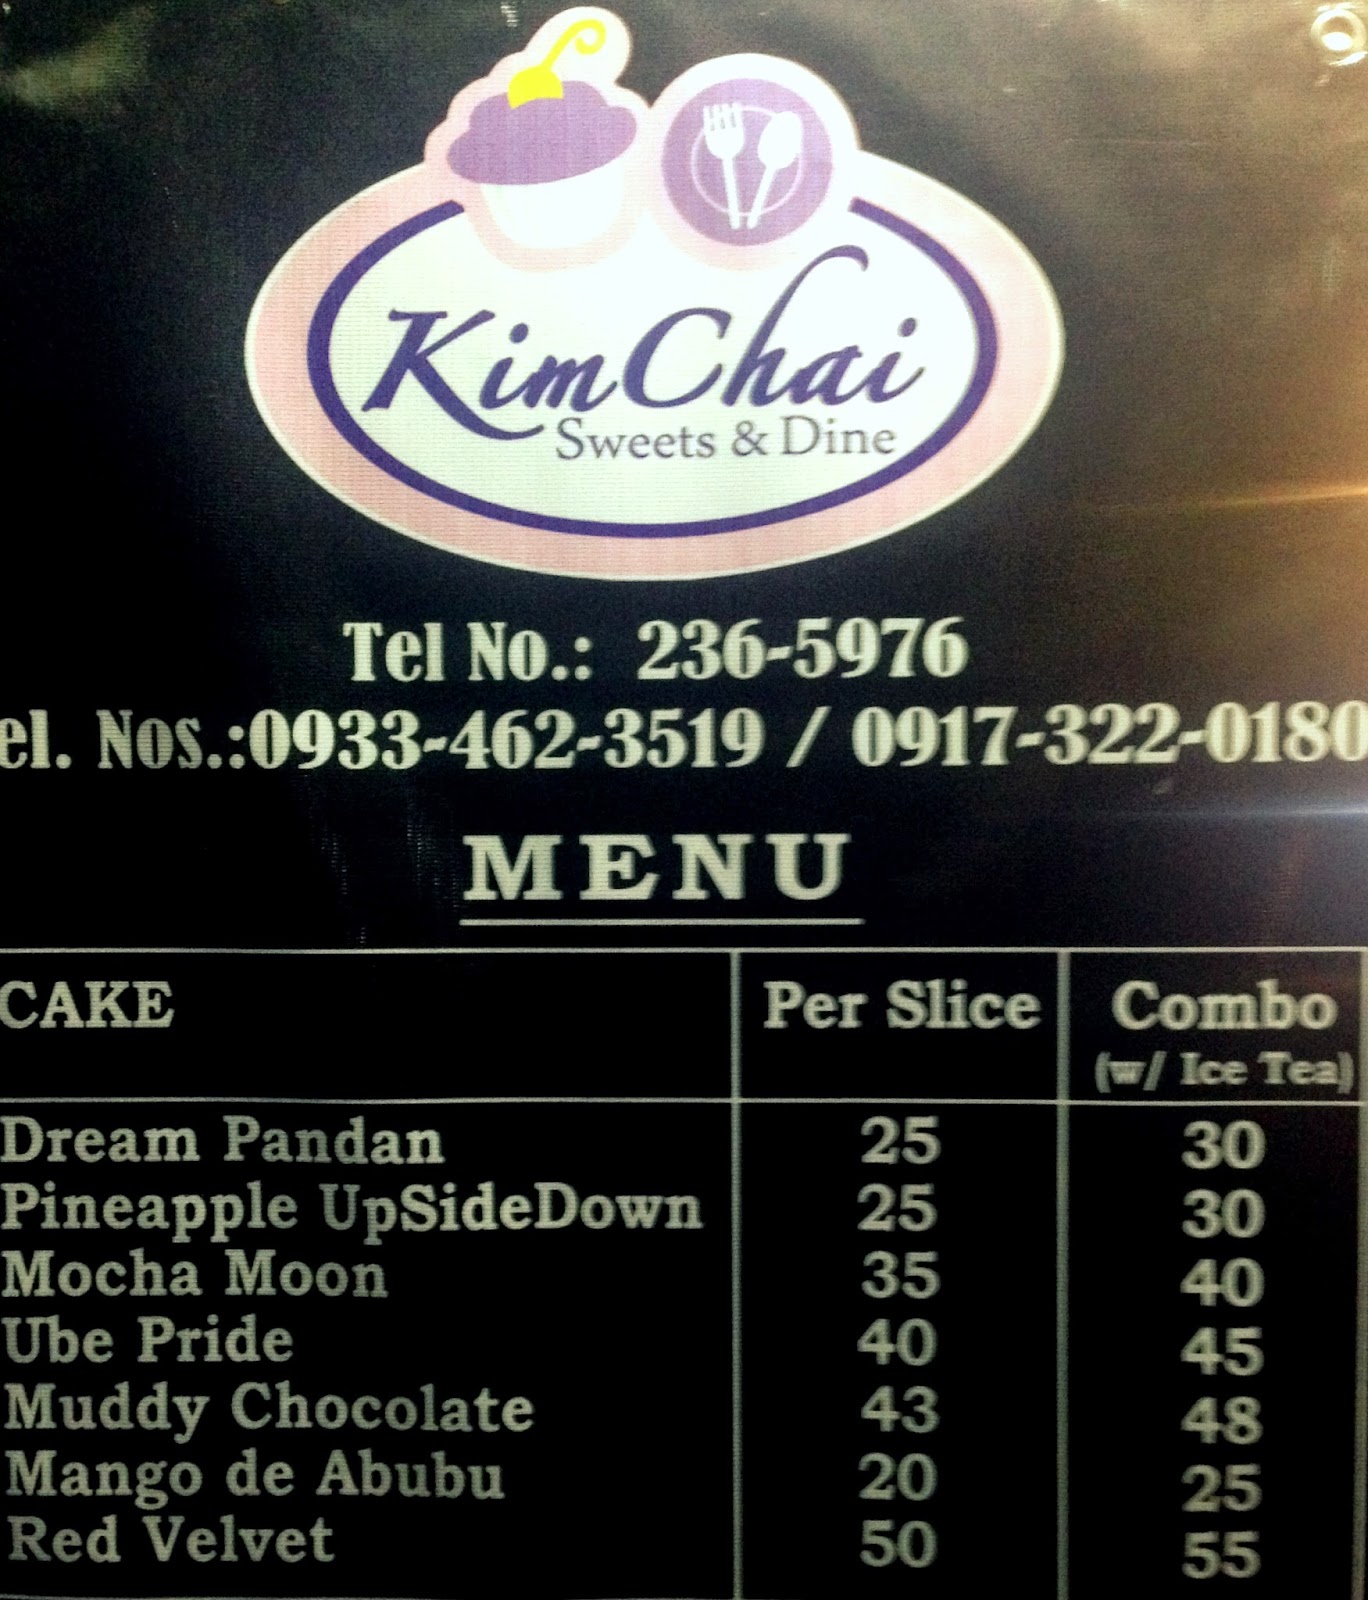 KimChai
Sweets & Dine
Tel No.: 236-5976
el. Nos.:0933-462-3519 / 0917-322-0180
MENU
CAKE Per Slice Combo
(w/ Ice Tea)
Dream Pandan 25 30
Pineapple UpSideDown 25 30
Mocha Moon 35 40
Ube Pride 40 45
Muddy Chocolate 43 48
Mango de Abubu 20 25
Red Velvet 50 55